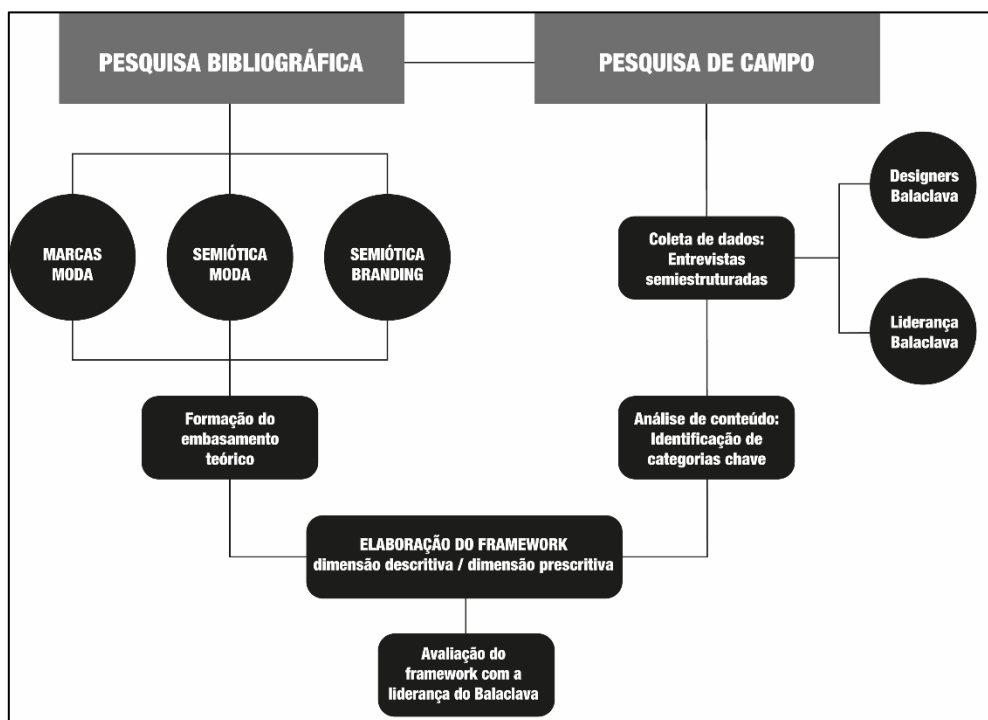 PESQUISA BIBLIOGRÁFICA
PESQUISA DE CAMPO
MARCAS
MODA
SEMIÓTICA
MODA
SEMIÓTICA
BRANDING
Formação do
embasamento
teórico
Coleta de dados:
Entrevistas
semiestruturadas
Designers
Balaclava
Liderança
Balaclava
Análise de conteúdo:
Identificação de
categorias chave
ELABORAÇÃO DO FRAMEWORK
dimensão descritiva / dimensão prescritiva
Avaliação do
framework com a
liderança do Balaclava